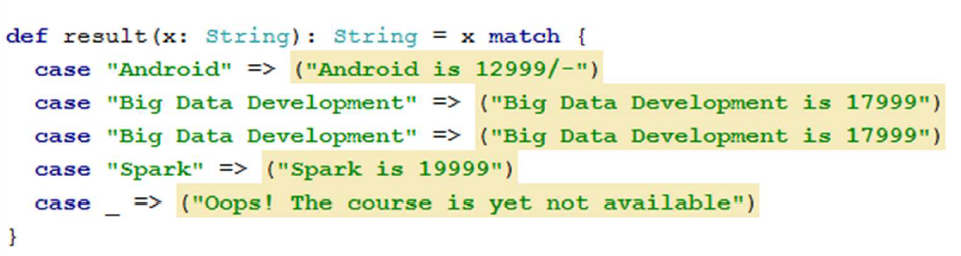 def result(x: String): String = x match {
  case "Android" => ("Android is 12999/-")
  case "Big Data Development" => ("Big Data Development is 17999")
  case "Big Data Development" => ("Big Data Development is 17999")
  case "Spark" => ("Spark is 19999")
  case _ => ("Oops! The course is yet not available")
}